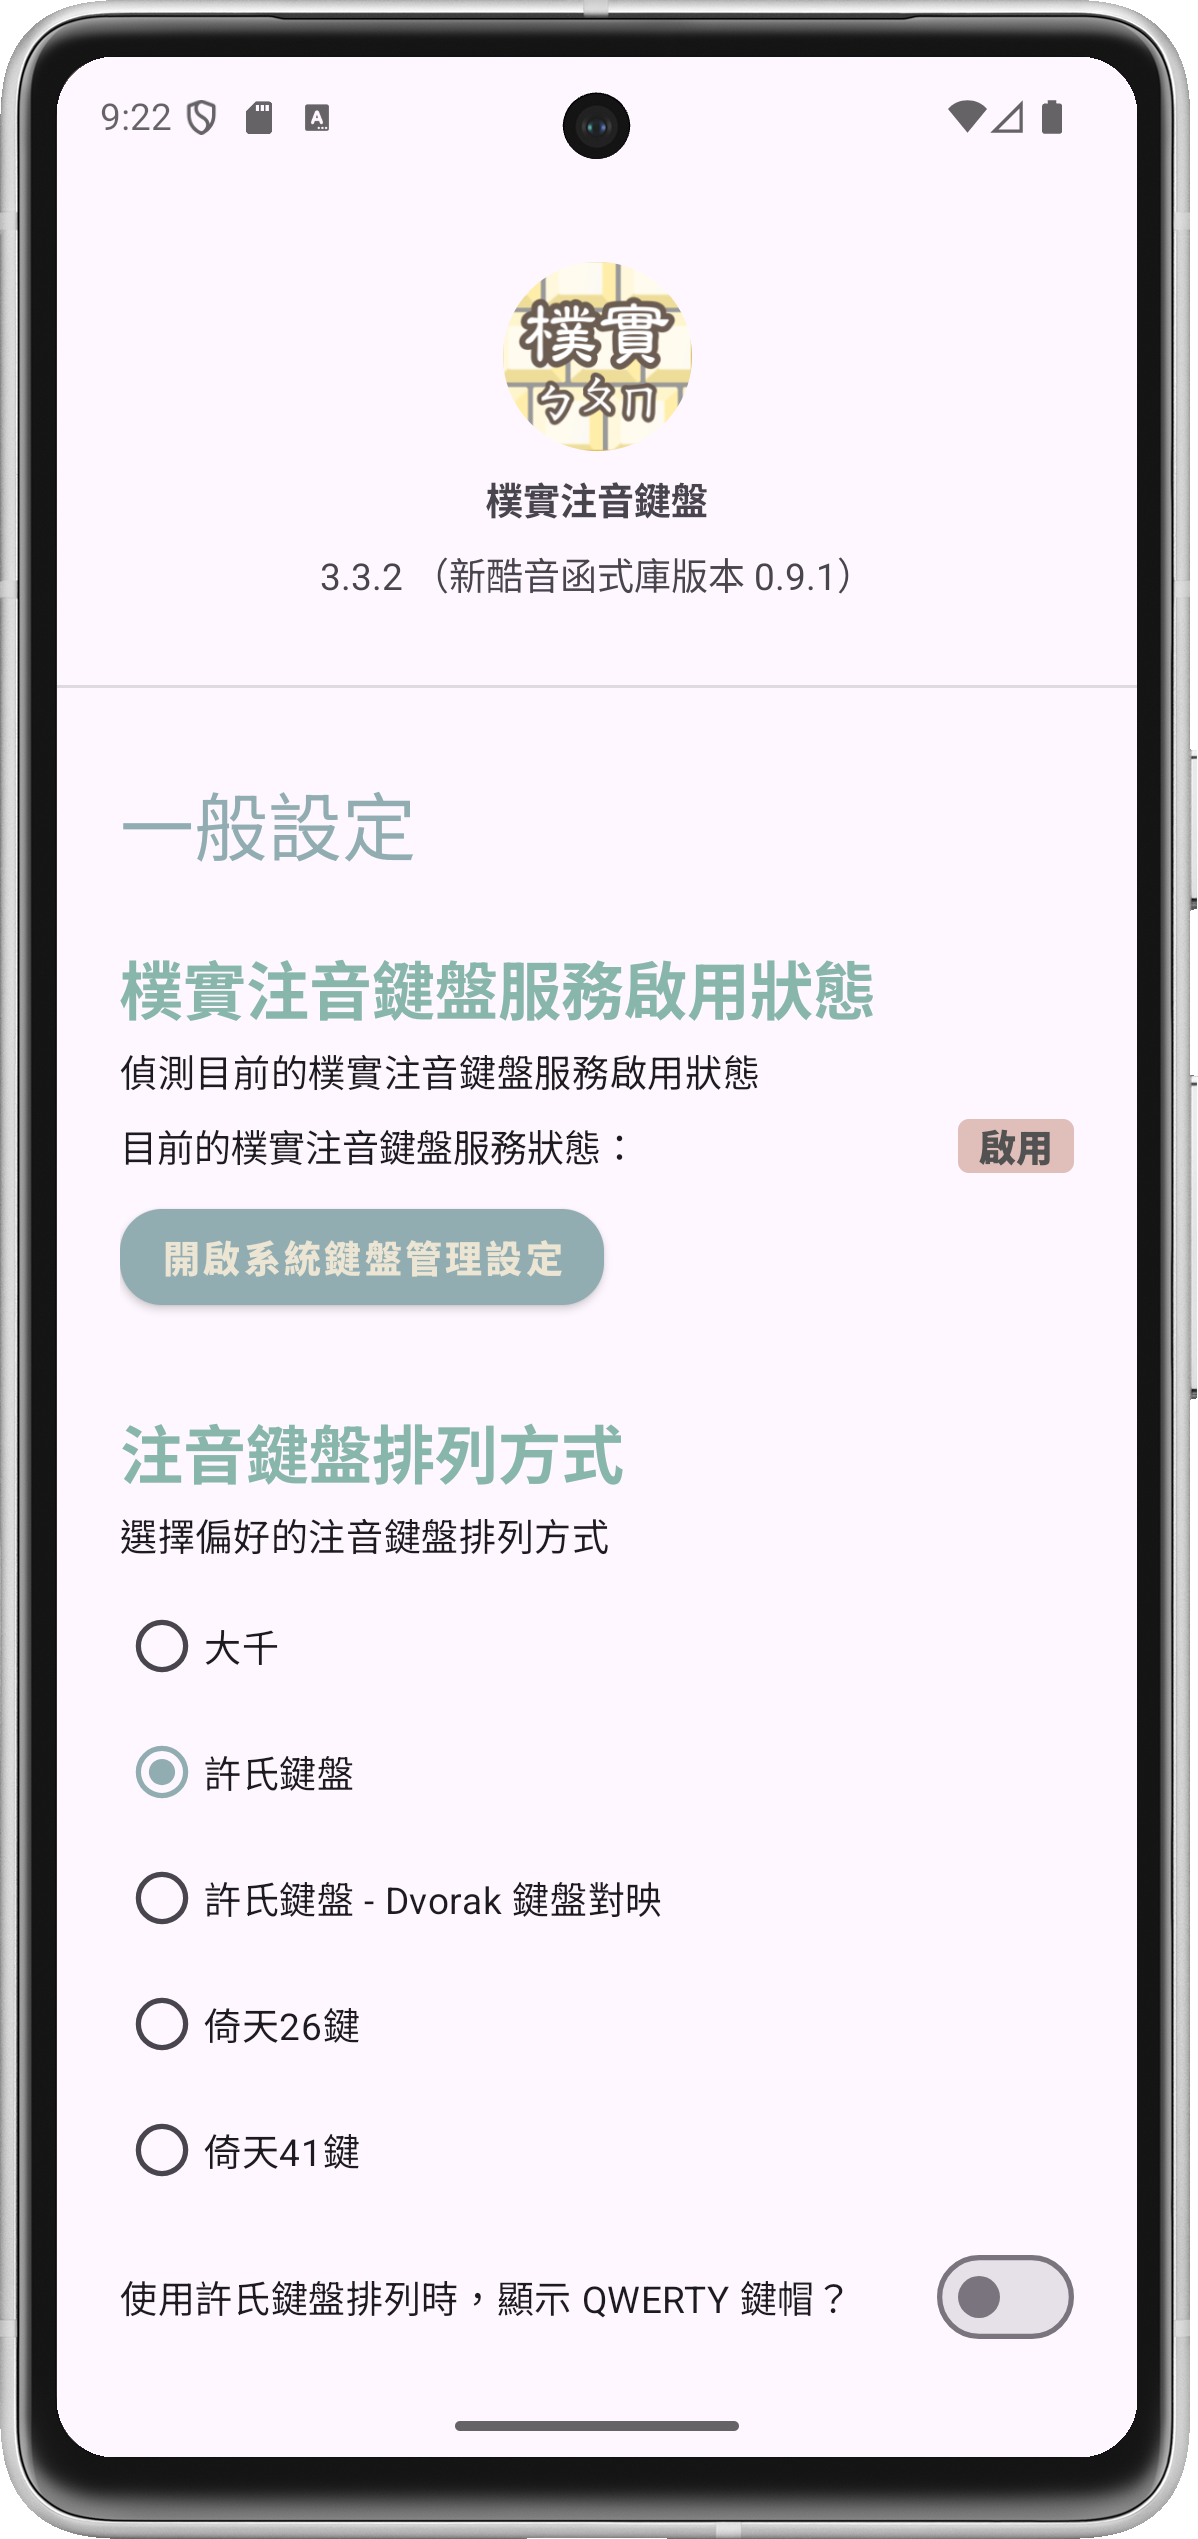 9:22
樸實
ㄅㄆㄇ
樸實注音鍵盤
3.3.2 （新酷音函式庫版本 0.9.1）
一般設定
樸實注音鍵盤服務啟用狀態
偵測目前的樸實注音鍵盤服務啟用狀態
目前的樸實注音鍵盤服務狀態：
啟用
開啟系統鍵盤管理設定
注音鍵盤排列方式
選擇偏好的注音鍵盤排列方式
大千
許氏鍵盤
許氏鍵盤 - Dvorak 鍵盤對映
倚天26鍵
倚天41鍵
使用許氏鍵盤排列時，顯示 QWERTY 鍵帽？